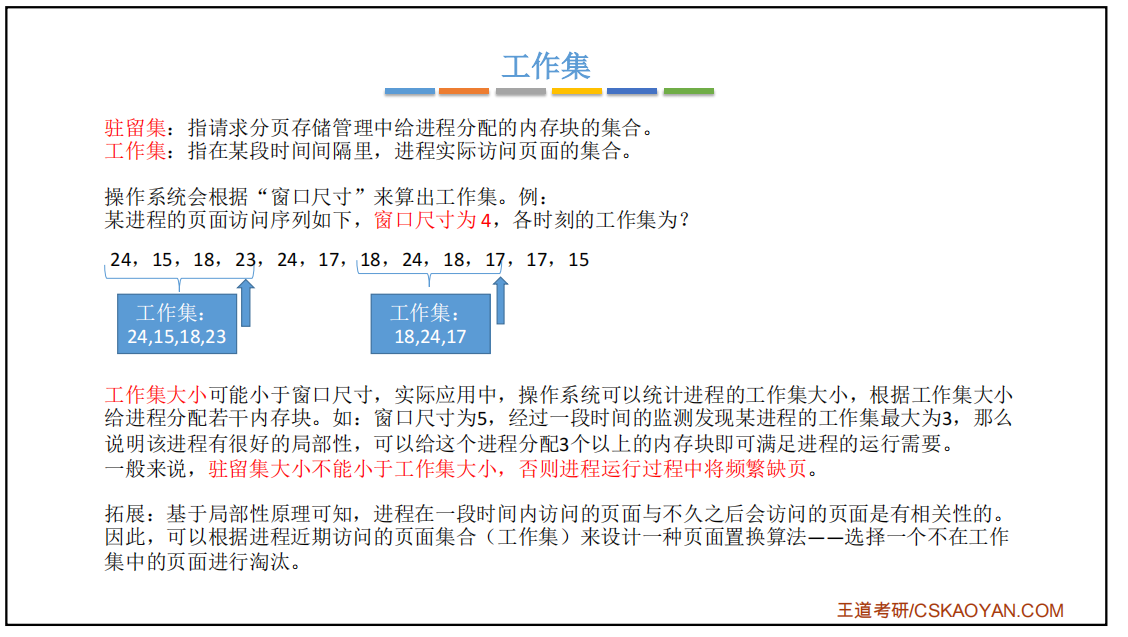 工作集
驻留集：指请求分页存储管理中给进程分配的内存块的集合。
工作集：指在某段时间间隔里，进程实际访问页面的集合。
操作系统会根据“窗口尺寸”来算出工作集。例：
某进程的页面访问序列如下，窗口尺寸为 4，各时刻的工作集为？
24，15，18，23，24，17，18，24，18，17，17，15
工作集：
24,15,18,23
工作集：
18,24,17
工作集大小可能小于窗口尺寸，实际应用中，操作系统可以统计进程的工作集大小，根据工作集大小
给进程分配若干内存块。如：窗口尺寸为5，经过一段时间的监测发现某进程的工作集最大为3，那么
说明该进程有很好的局部性，可以给这个进程分配3个以上的内存块即可满足进程的运行需要。
一般来说，驻留集大小不能小于工作集大小，否则进程运行过程中将频繁缺页。
拓展：基于局部性原理可知，进程在一段时间内访问的页面与不久之后会访问的页面是有相关性的。
因此，可以根据进程近期访问的页面集合（工作集）来设计一种页面置换算法——选择一个不在工作
集中的页面进行淘汰。
王道考研/CSKAOYAN.COM